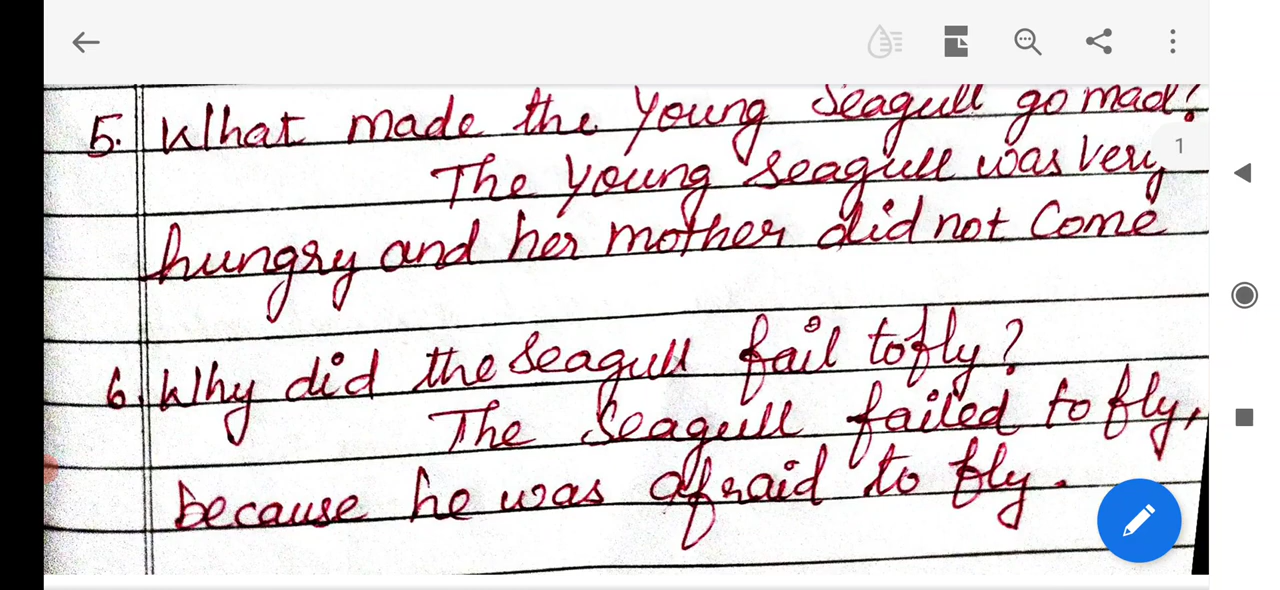 5. What made the Young Seagull go mad?
The Young Seagull was very
hungry and her mother did not Come
6. Why did the Seagull fail to fly?
The Seagull failed to fly,
because he was afraid to fly.
1